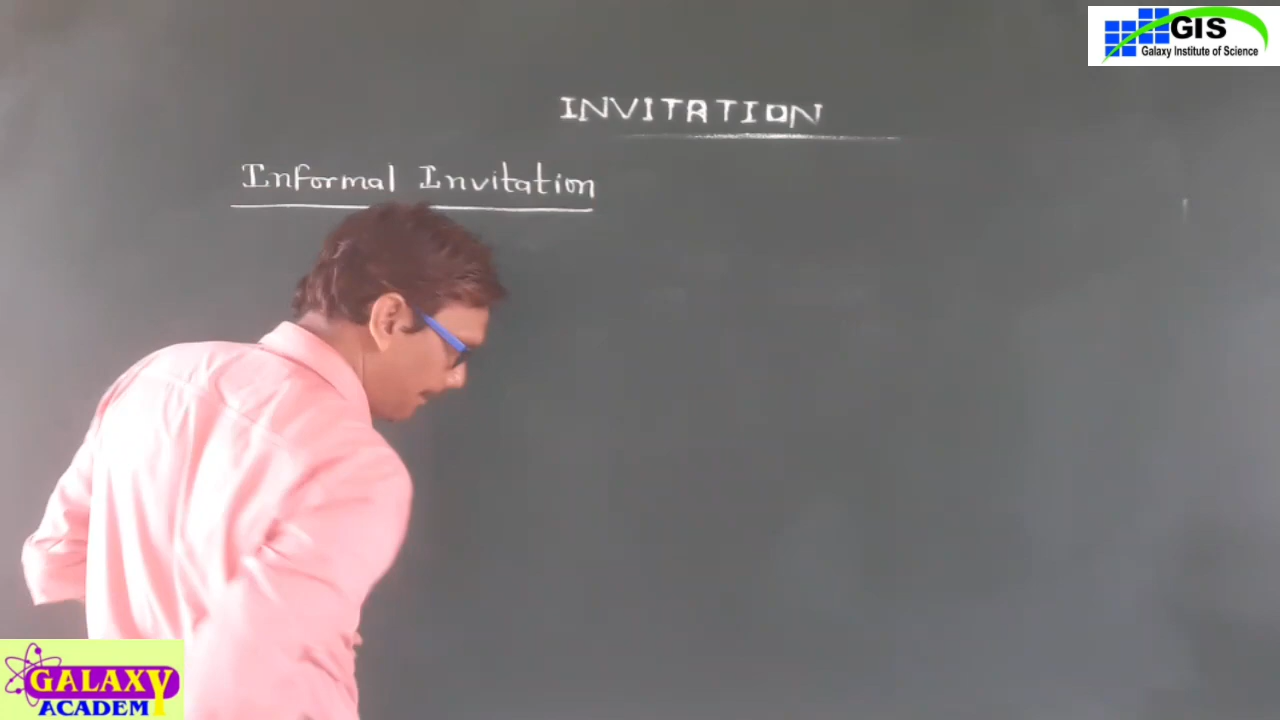 GIS
Galaxy Institute of Science
INVITATION
Informal Invitation
GALAXY
ACADEM